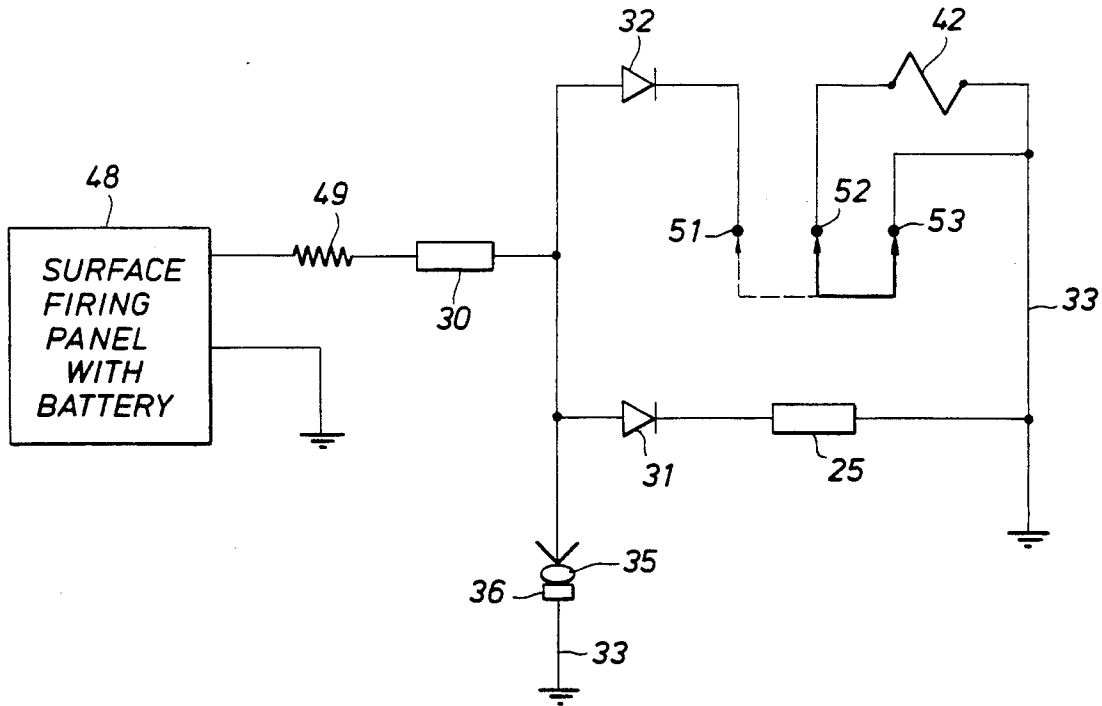 32
42
48
49
51
52
53
SURFACE
FIRING
PANEL
WITH
BATTERY
30
33
31
25
35
36
33